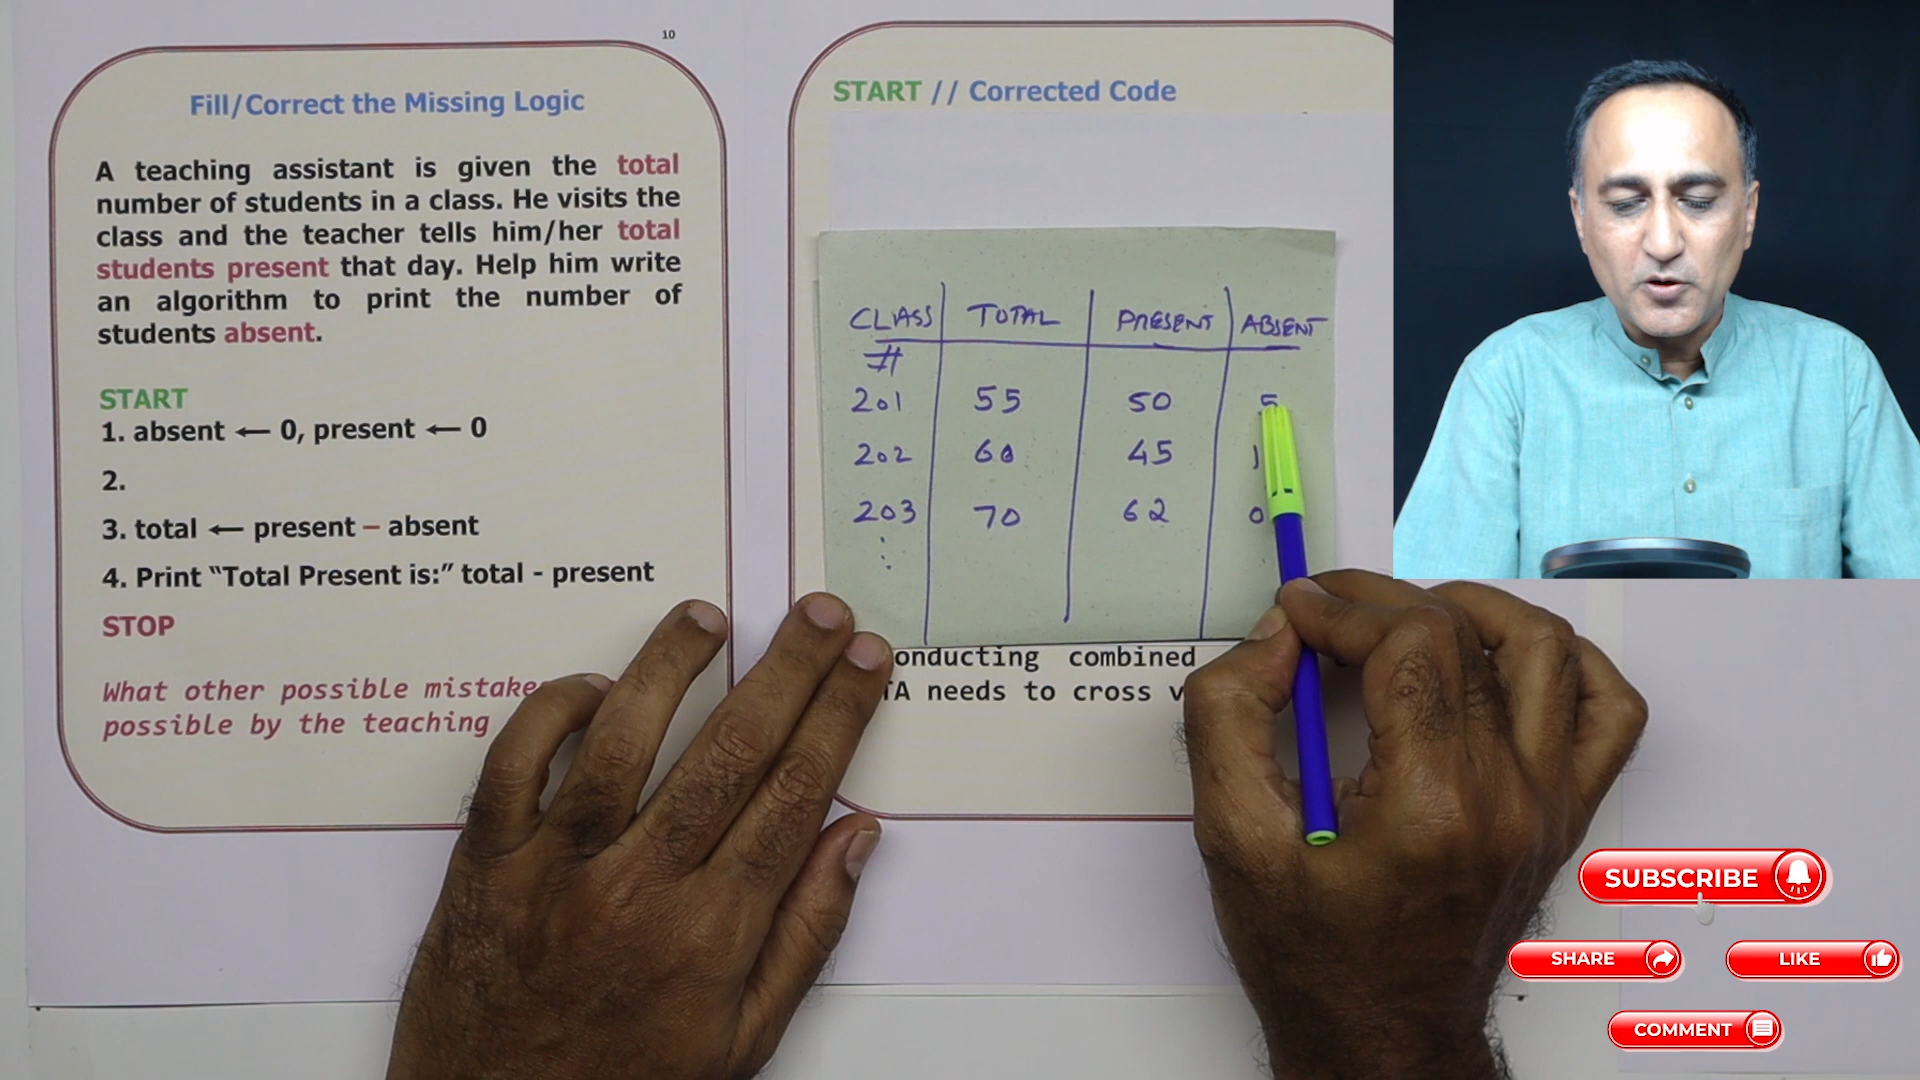 10
Fill/Correct the Missing Logic
A teaching assistant is given the total
number of students in a class. He visits the
class and the teacher tells him/her total
students present that day. Help him write
an algorithm to print the number of
students absent.
START
1. absent ← 0, present ← 0
2.
3. total ← present – absent
4. Print “Total Present is:” total - present
STOP
What other possible
possible by the teaching
START // Corrected Code
CLASS TOTAL PRESENT ABSENT
#
201 55 50 5
202 60 45
203 70 62
combined
TA needs to cross
SUBSCRIBE
SHARE LIKE
COMMENT